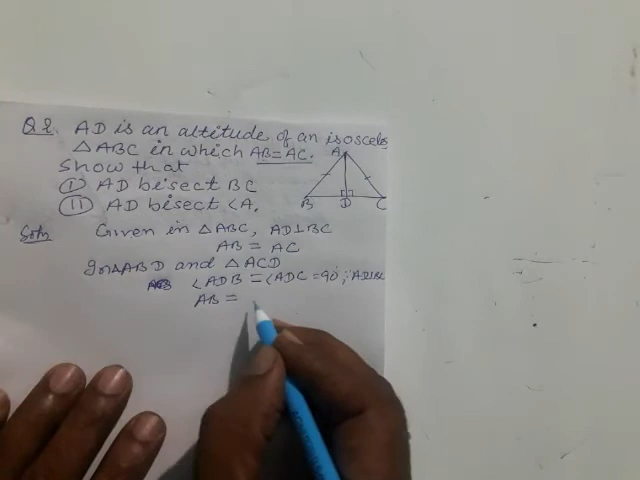 Q 2. AD is an altitude of an isosceles
△ABC in which AB = AC.
Show that
(I) AD bisect BC
(II) AD bisect <A.
A
B D C
Soln Given in △ABC, AD⊥BC
AB = AC
In △ABD and △ACD
<ADB = <ADC = 90°, ∵ AD⊥BC
AB =